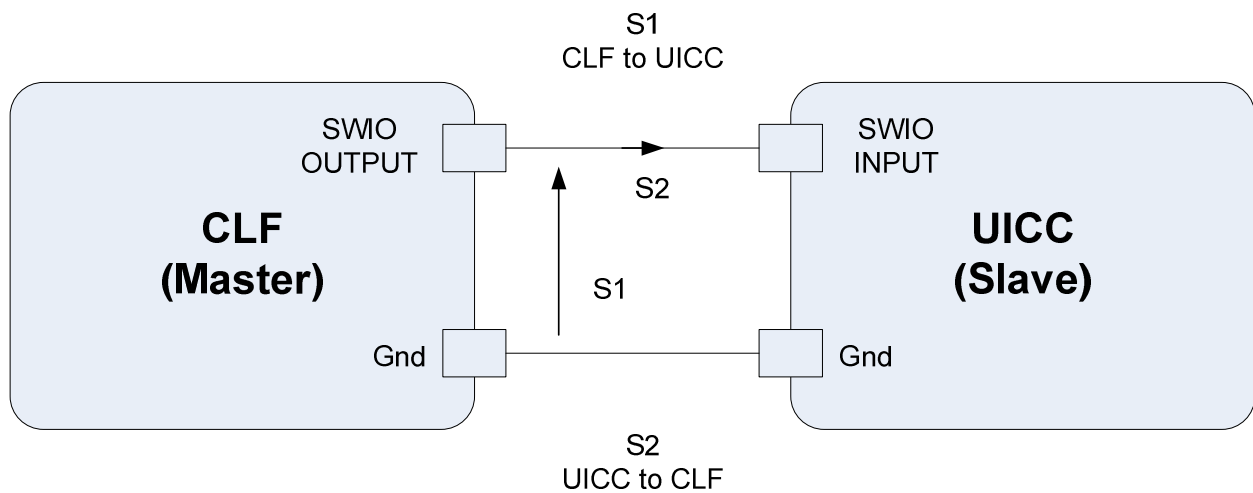 S1
CLF to UICC
SWIO
OUTPUT
SWIO
INPUT
S2
CLF
(Master)
UICC
(Slave)
S1
Gnd
Gnd
S2
UICC to CLF